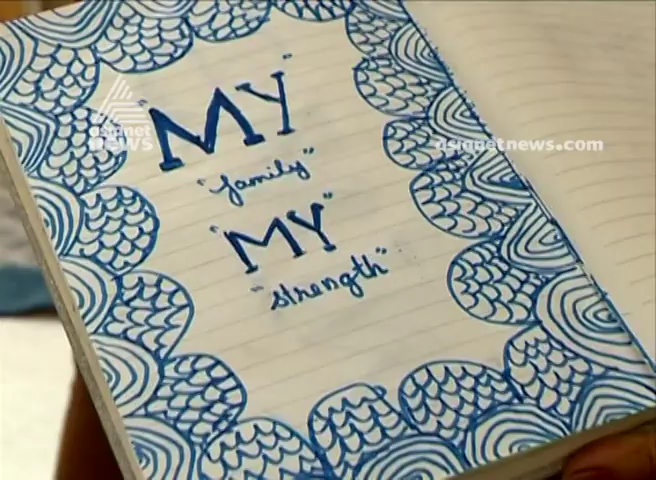 "MY"
"family"
"MY"
"strength"
asianet
news
asianetnews.com